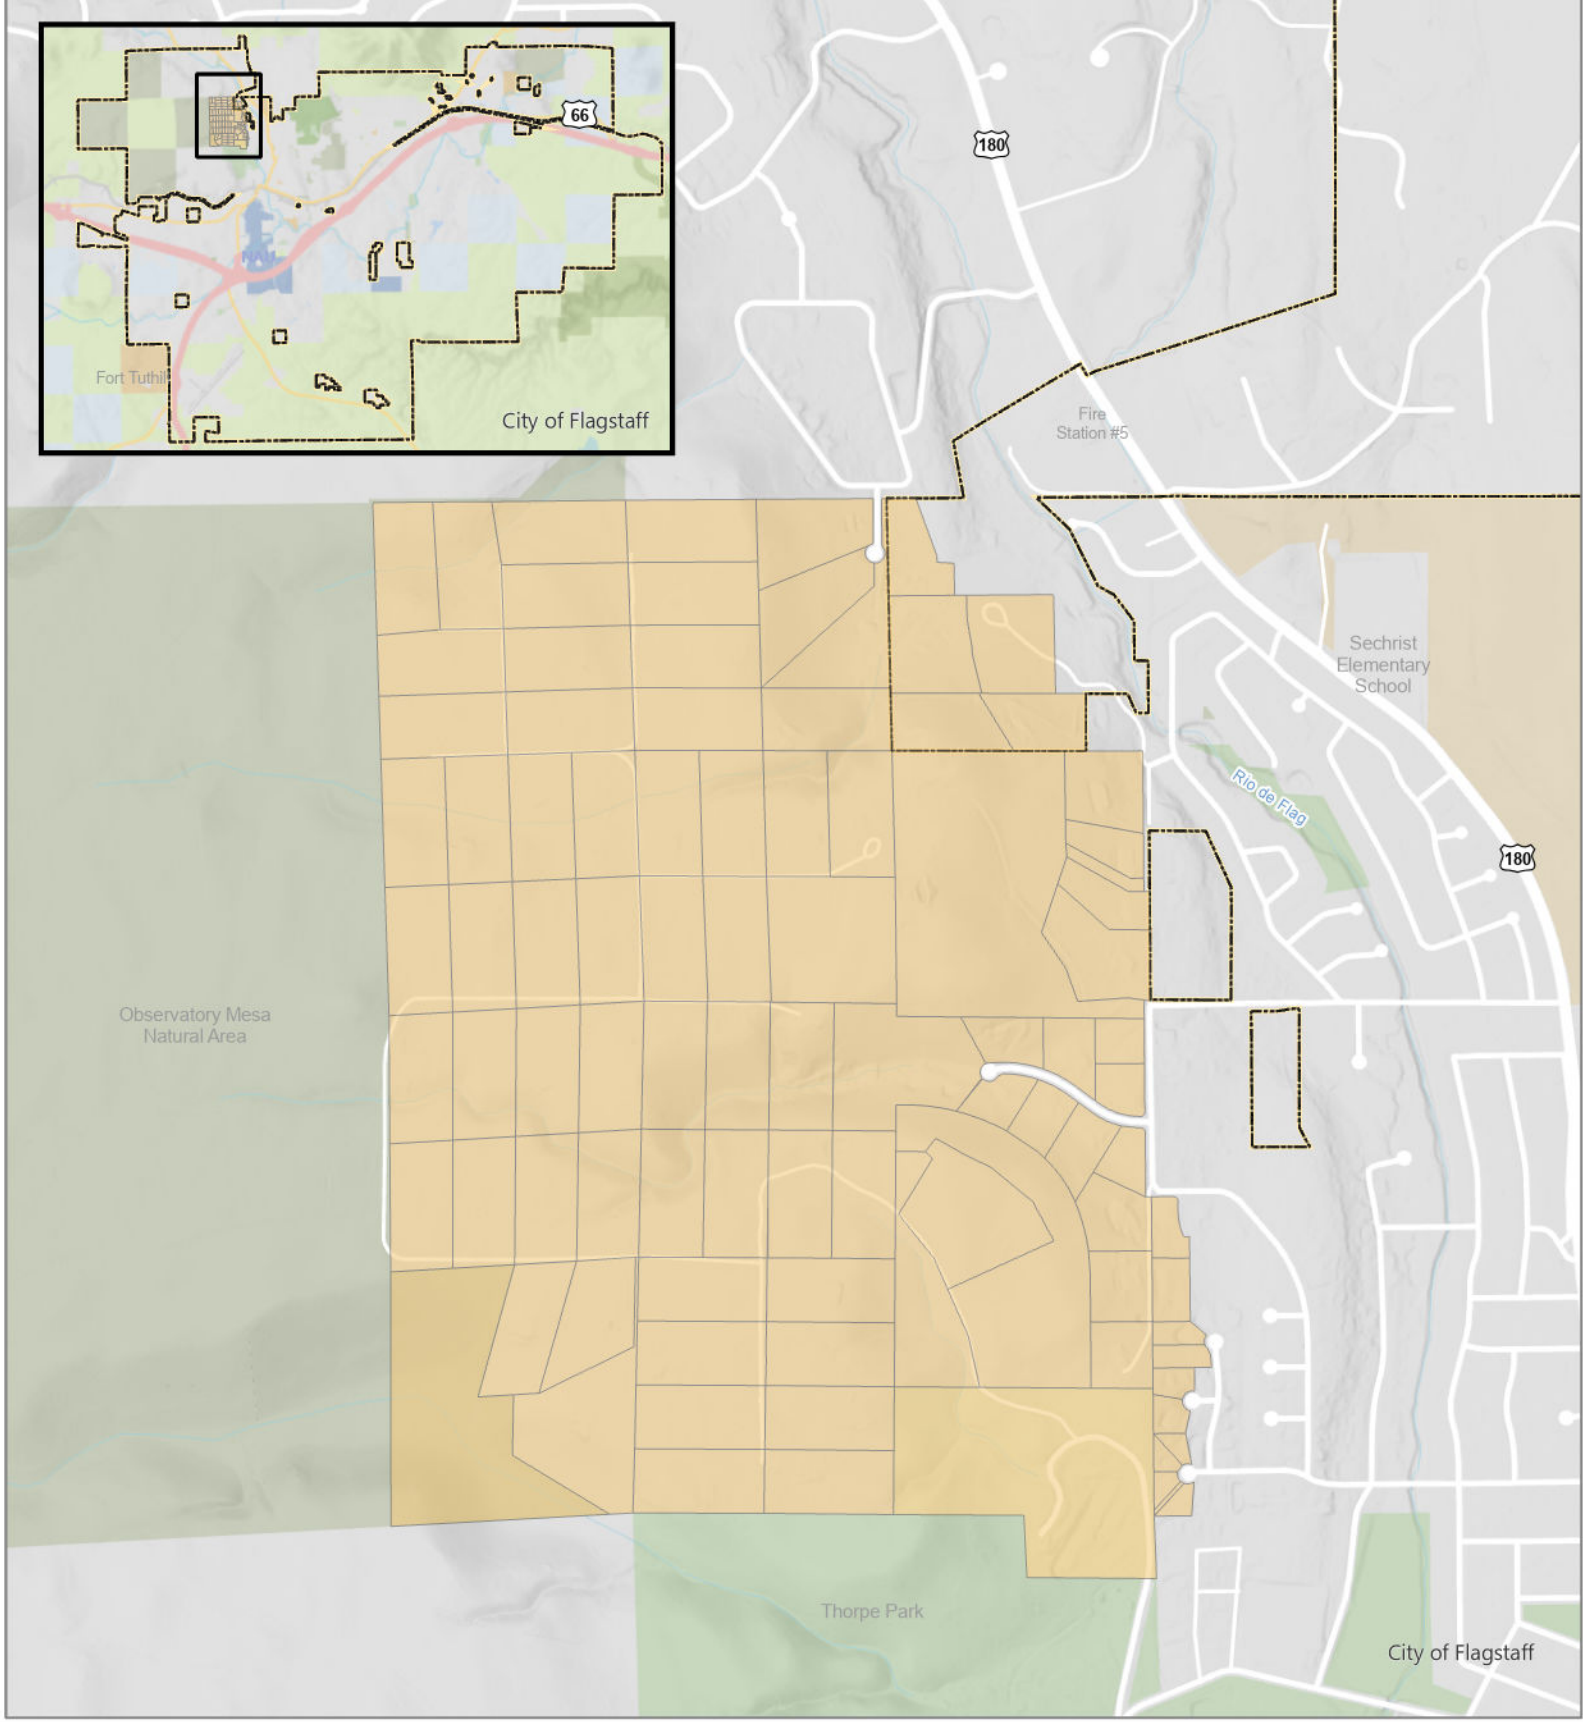 66
NAU
Fort Tuthill
City of Flagstaff
180
Fire
Station #5
Sechrist
Elementary
School
Rio de Flag
180
Observatory Mesa
Natural Area
Thorpe Park
City of Flagstaff